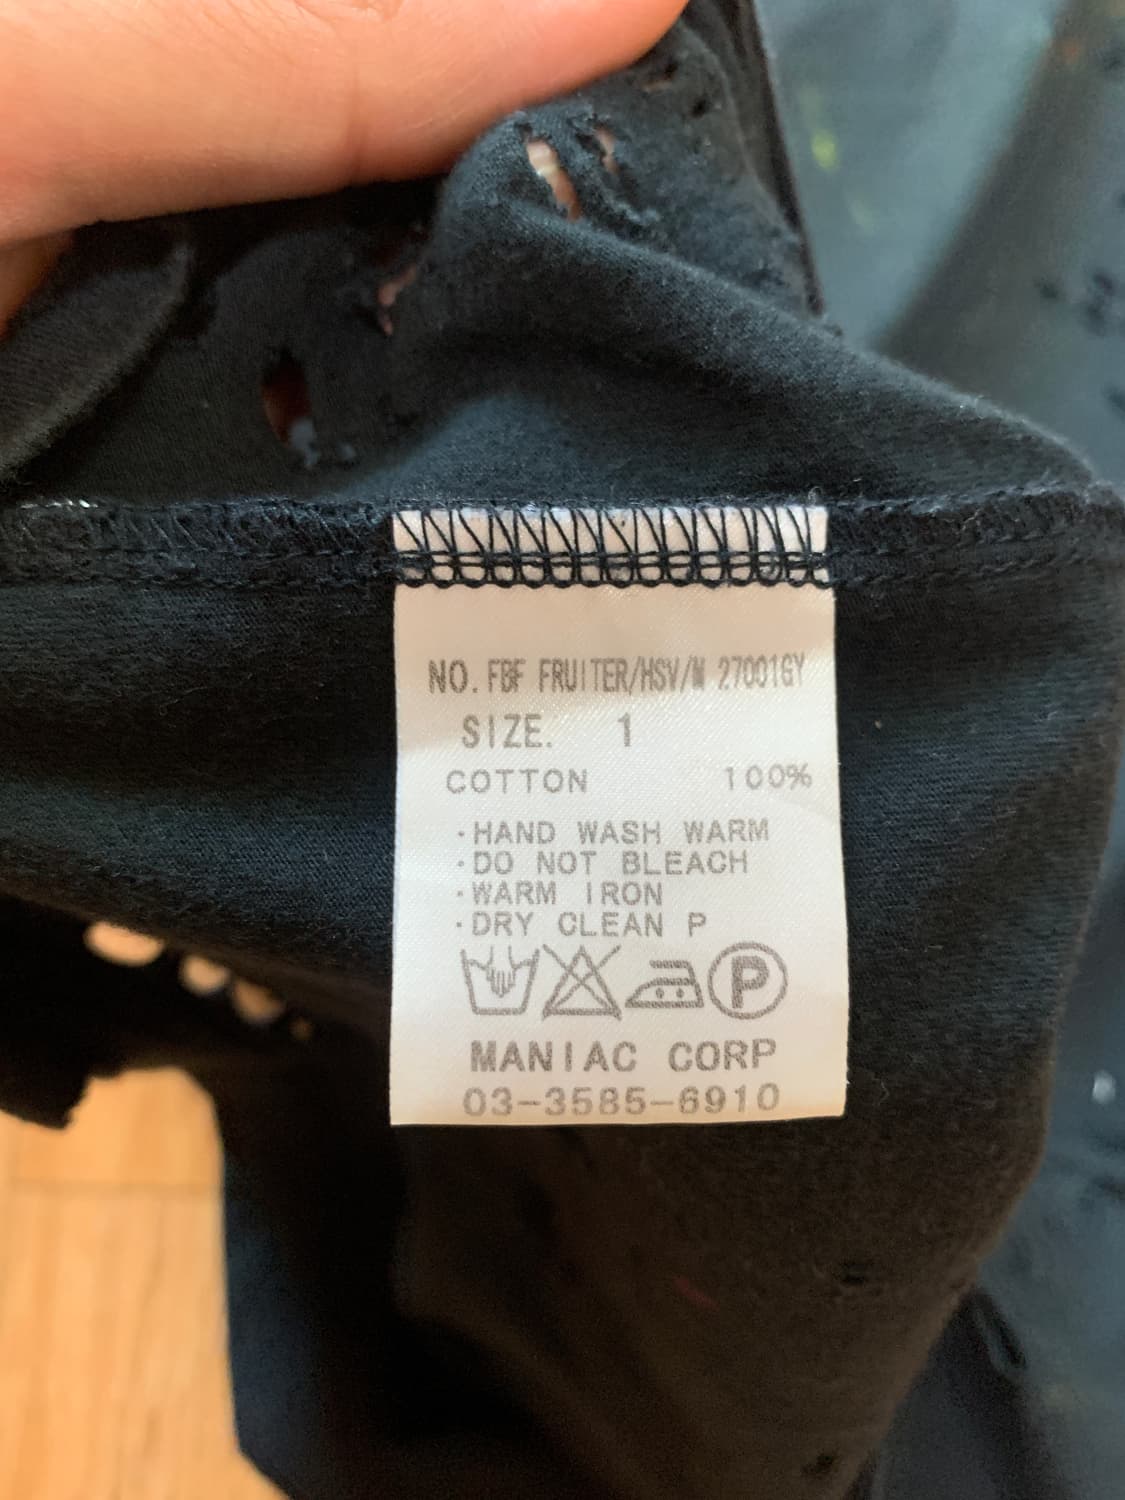 NO. FBF FRUITER/HSV/N 27001GY
SIZE. 1
COTTON 100%
・HAND WASH WARM
・DO NOT BLEACH
・WARM IRON
・DRY CLEAN P
P
MANIAC CORP
03-3585-6910